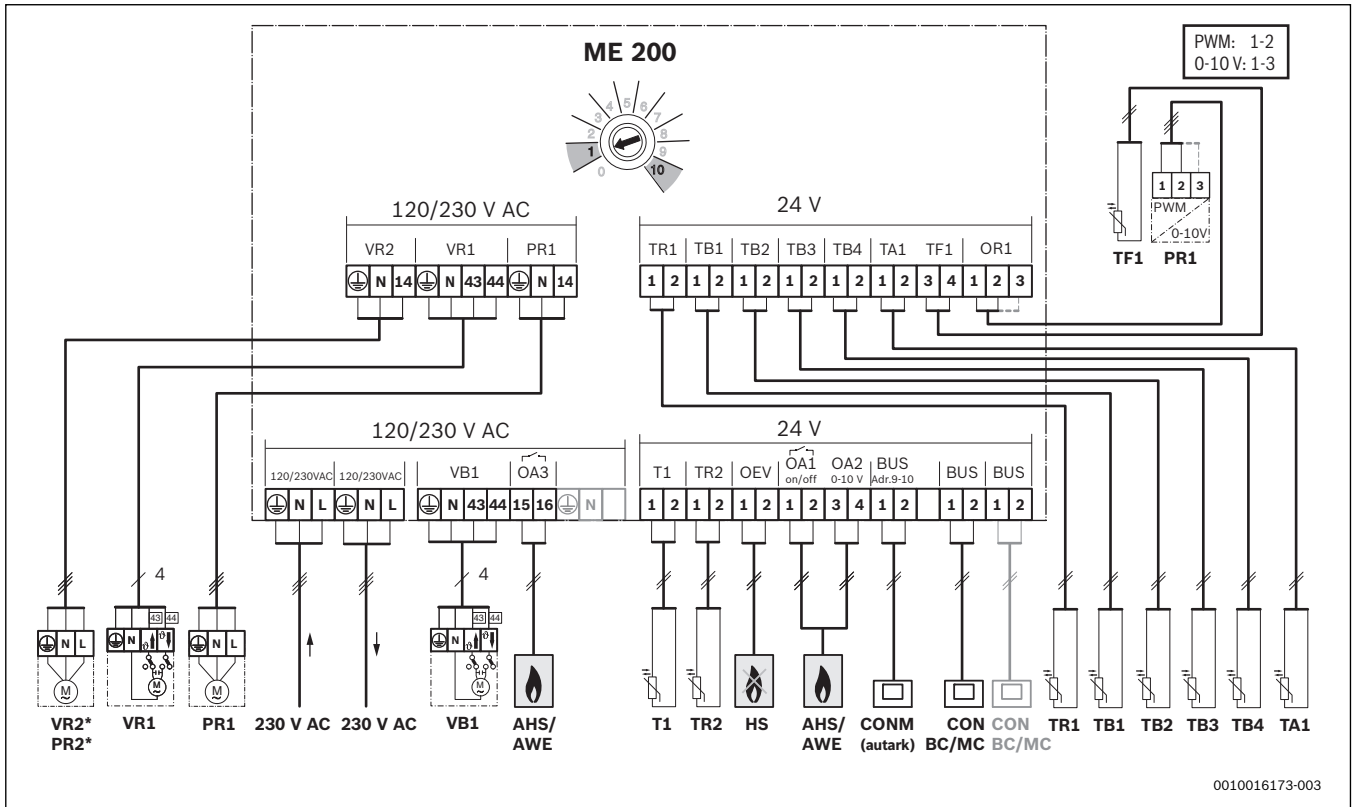 ME 200
PWM: 1-2
0-10 V: 1-3
0 1 2 3 4 5 6 7 8 9 10
120/230 V AC
24 V
VR2 VR1 PR1
TR1 TB1 TB2 TB3 TB4 TA1 TF1 OR1
N 14 N 43 44 N 14
1 2 1 2 1 2 1 2 1 2 1 2 3 4 1 2 3
1 2 3
PWM
0-10V
TF1 PR1
120/230 V AC
24 V
120/230VAC 120/230VAC VB1 OA3
T1 TR2 OEV OA1 OA2 BUS BUS BUS
on/off 0-10 V Adr.9-10
N L N L N 43 44 15 16 N
1 2 1 2 1 2 1 2 3 4 1 2 1 2 1 2
4 4
43 44 43 44
N L N ϑ ϑ N L N ϑ ϑ
M
~
M
~
M
~
M
~
VR2* VR1 PR1 230 V AC 230 V AC VB1 AHS/
PR2* AWE
T1 TR2 HS AHS/ CONM CON CON
AWE (autark) BC/MC BC/MC
TR1 TB1 TB2 TB3 TB4 TA1
0010016173-003